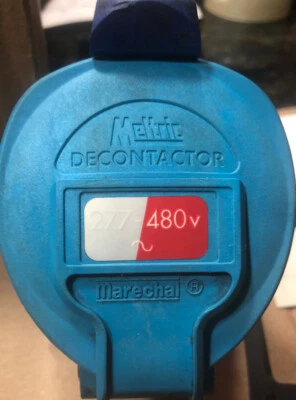 Meltric
DECONTACTOR
277-480V
~
marechal ®